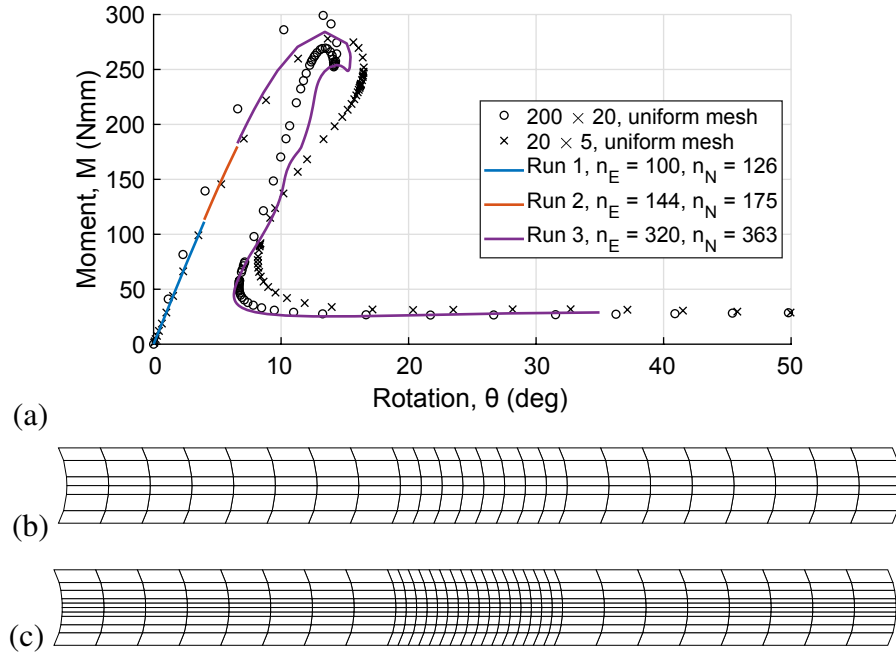 300
250
200
150
100
50
0
Moment, M (Nmm)
200 × 20, uniform mesh
20 × 5, uniform mesh
Run 1, n_E = 100, n_N = 126
Run 2, n_E = 144, n_N = 175
Run 3, n_E = 320, n_N = 363
0 10 20 30 40 50
Rotation, θ (deg)
(a)
(b)
(c)